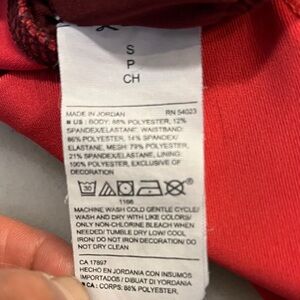 S
P
CH
MADE IN JORDAN RN 54023
US : BODY: 88% POLYESTER, 12%
SPANDEX/ELASTANE, WAISTBAND:
86% POLYESTER, 14% SPANDEX/
ELASTANE, MESH: 79% POLYESTER,
21% SPANDEX/ELASTANE, LINING:
100% POLYESTER, EXCLUSIVE OF
DECORATION
30
1166
MACHINE WASH COLD GENTLE CYCLE/
WASH AND DRY WITH LIKE COLORS/
ONLY NON-CHLORINE BLEACH WHEN
NEEDED/ TUMBLE DRY LOW/ COOL
IRON/ DO NOT IRON DECORATION/ DO
NOT DRY CLEAN
CA 17897
HECHO EN JORDANIA CON INSUMOS
IMPORTADOS / DIBUAT DI YORDANIA
CA : CORPS: 88% POLYESTER,